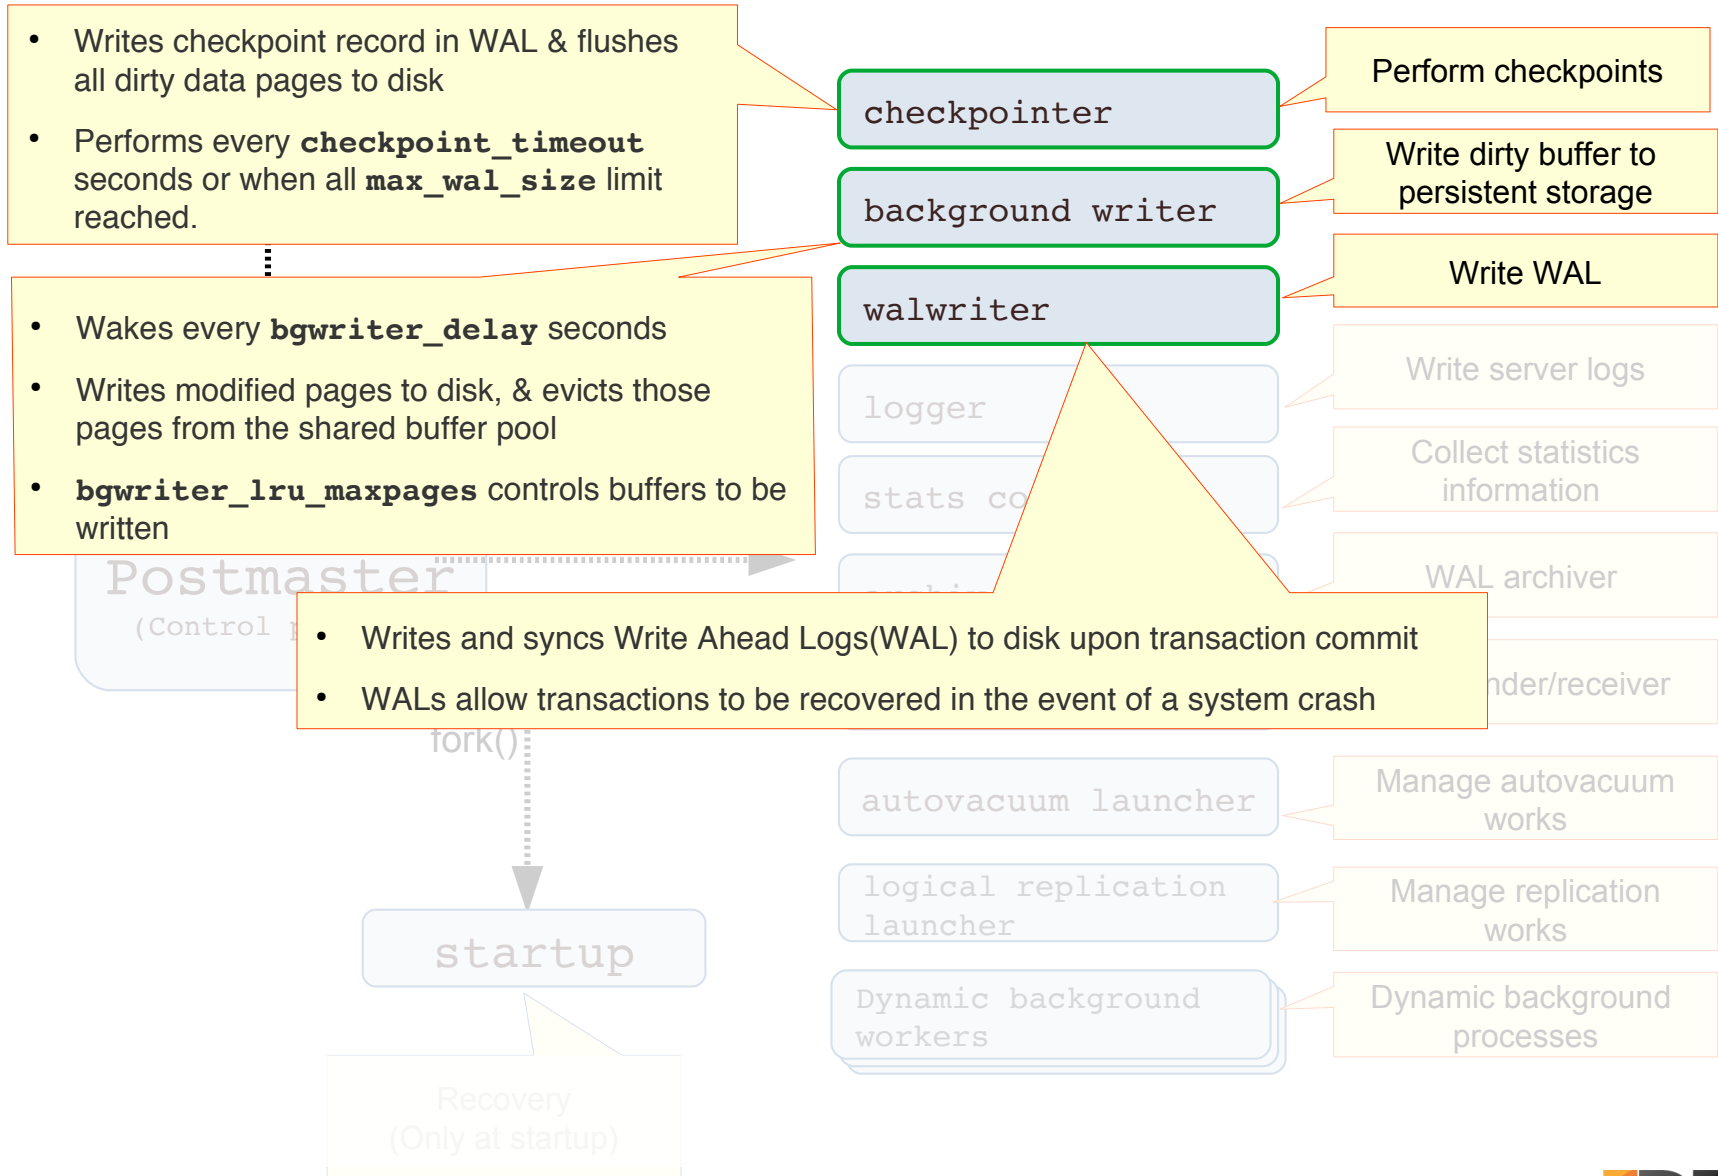 • Writes checkpoint record in WAL & flushes
all dirty data pages to disk
• Performs every checkpoint_timeout
seconds or when all max_wal_size limit
reached.
• Wakes every bgwriter_delay seconds
• Writes modified pages to disk, & evicts those
pages from the shared buffer pool
• bgwriter_lru_maxpages controls buffers to be
written
Postmaster
(Control
• Writes and syncs Write Ahead Logs(WAL) to disk upon transaction commit
• WALs allow transactions to be recovered in the event of a system crash
fork()
startup
Recovery
(Only at startup)
checkpointer
Perform checkpoints
background writer
Write dirty buffer to
persistent storage
walwriter
Write WAL
logger
Write server logs
stats
Collect statistics
information
WAL archiver
/receiver
autovacuum launcher
Manage autovacuum
works
logical replication
launcher
Manage replication
works
Dynamic background
workers
Dynamic background
processes